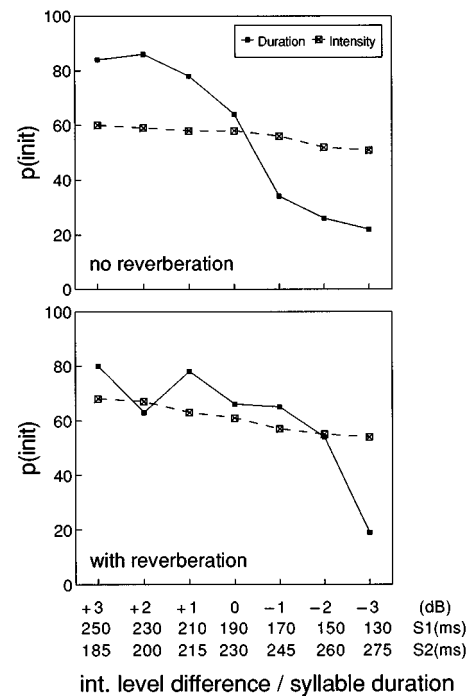 100
80
60
40
20
0
p(init)
Duration Intensity
no reverberation
100
80
60
40
20
0
p(init)
with reverberation
+3 +2 +1 0 −1 −2 −3 (dB)
250 230 210 190 170 150 130 S1(ms)
185 200 215 230 245 260 275 S2(ms)
int. level difference / syllable duration